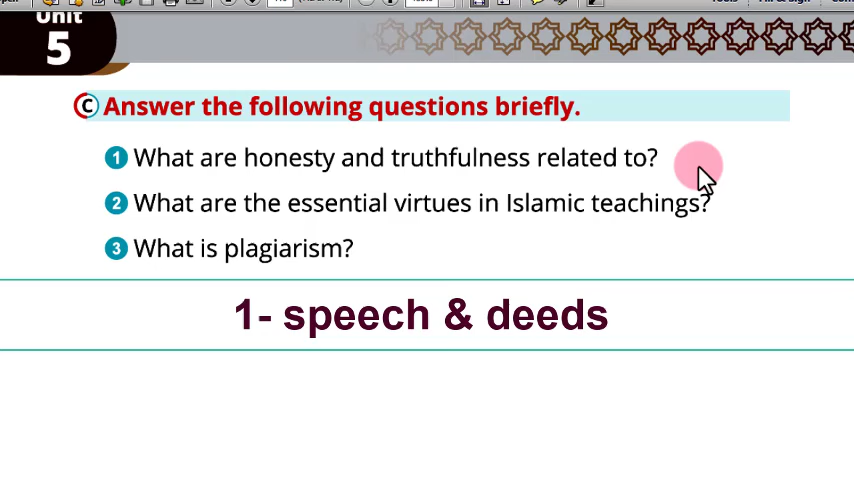 Unit
5
C Answer the following questions briefly.
1 What are honesty and truthfulness related to?
2 What are the essential virtues in Islamic teachings?
3 What is plagiarism?
1- speech & deeds